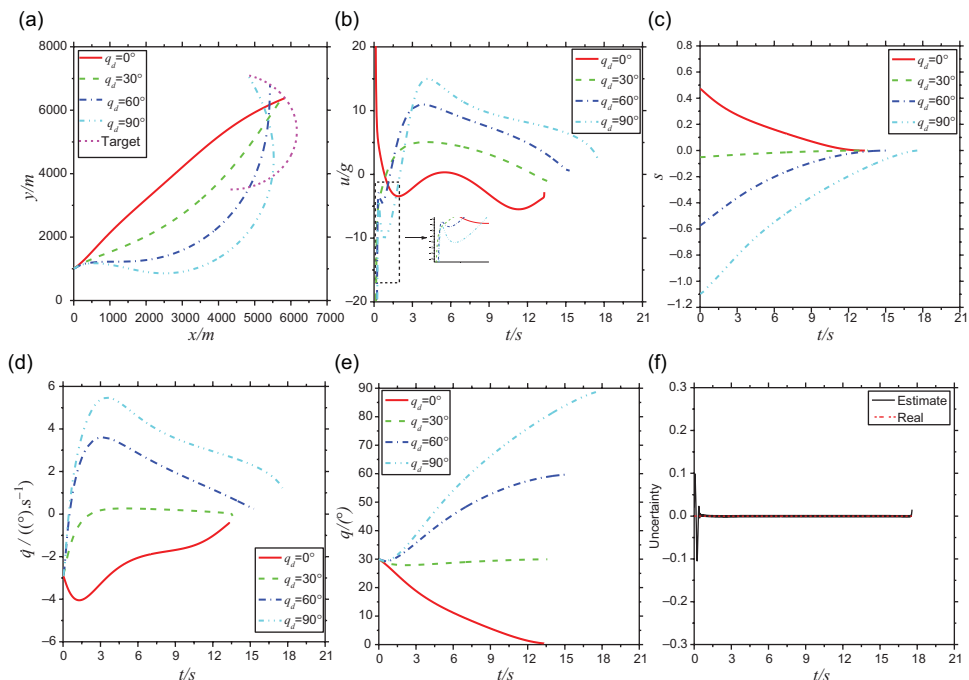 (a)
8000
6000
4000
2000
0
y/m
0 1000 2000 3000 4000 5000 6000 7000
x/m
q_d=0°
q_d=30°
q_d=60°
q_d=90°
Target
(b)
20
10
0
−10
−20
u/g
0 3 6 9 12 15 18 21
t/s
q_d=0°
q_d=30°
q_d=60°
q_d=90°
(c)
0.8
0.6
0.4
0.2
0.0
−0.2
−0.4
−0.6
−0.8
−1.0
−1.2
s
0 3 6 9 12 15 18 21
t/s
q_d=0°
q_d=30°
q_d=60°
q_d=90°
(d)
6
4
2
0
−2
−4
−6
q̇ / ((°).s⁻¹)
0 3 6 9 12 15 18 21
t/s
q_d=0°
q_d=30°
q_d=60°
q_d=90°
(e)
90
80
70
60
50
40
30
20
10
0
q/(°)
0 3 6 9 12 15 18 21
t/s
q_d=0°
q_d=30°
q_d=60°
q_d=90°
(f)
0.3
0.2
0.1
0.0
−0.1
−0.2
−0.3
Uncertainty
0 3 6 9 12 15 18 21
t/s
Estimate
Real